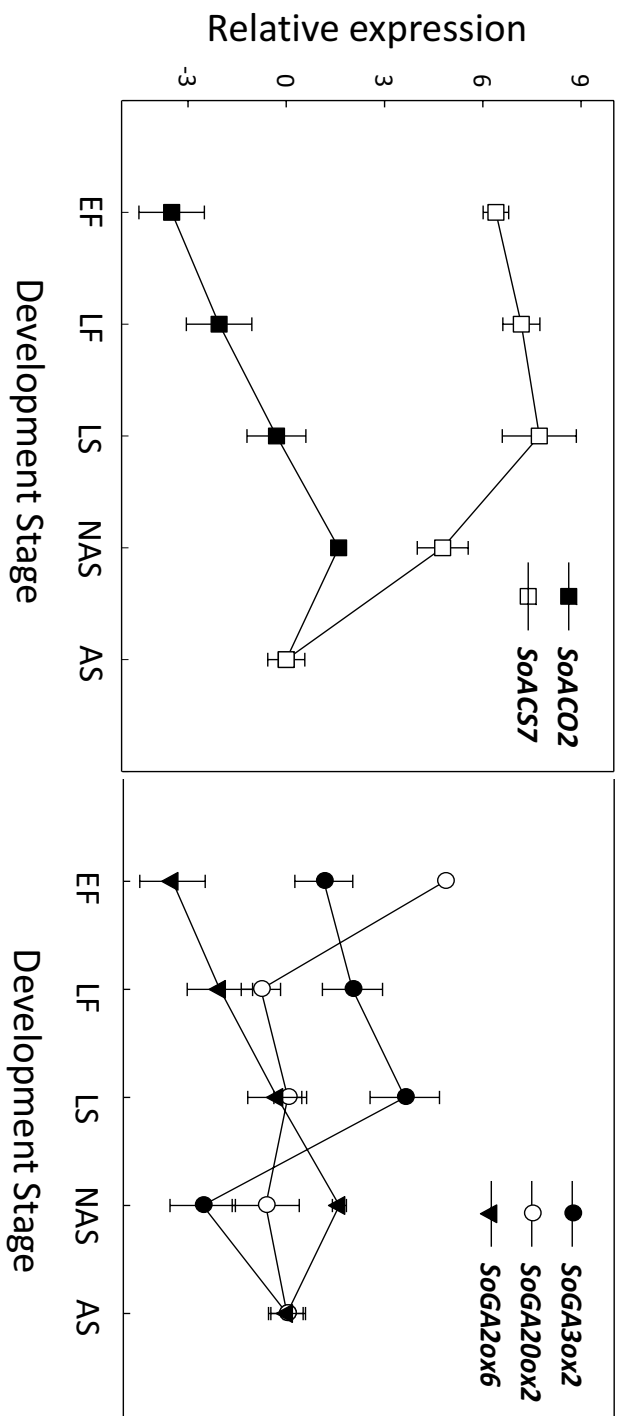 Relative expression
9
6
3
0
-3
SoACO2
SoACS7
EF LF LS NAS AS
Development Stage
SoGA3ox2
SoGA20ox2
SoGA2ox6
EF LF LS NAS AS
Development Stage